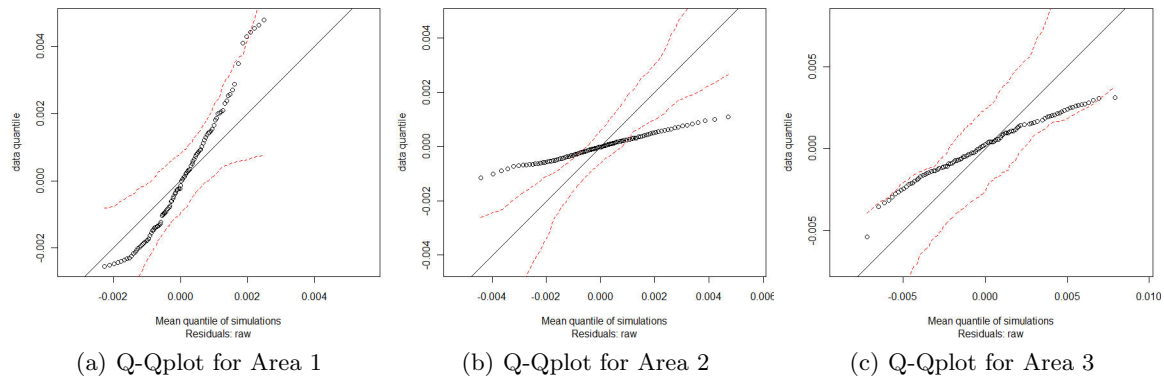 data quantile
0.004
0.002
0.000
-0.002
-0.002 0.000 0.002 0.004
Mean quantile of simulations
Residuals: raw
(a) Q-Qplot for Area 1
data quantile
0.004
0.002
0.000
-0.002
-0.004
-0.004 -0.002 0.000 0.002 0.004 0.006
Mean quantile of simulations
Residuals: raw
(b) Q-Qplot for Area 2
data quantile
0.005
0.000
-0.005
-0.005 0.000 0.005 0.010
Mean quantile of simulations
Residuals: raw
(c) Q-Qplot for Area 3